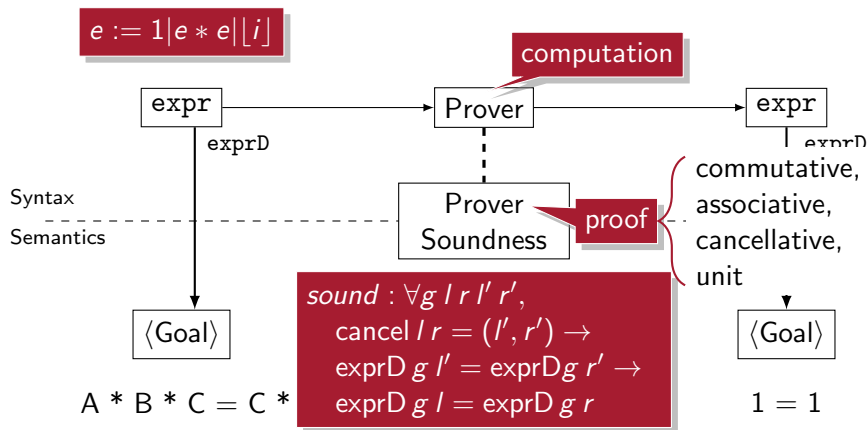 e := 1|e ∗ e|⌊i⌋
computation
expr
Prover
expr
exprD
exprD
commutative,
associative,
cancellative,
unit
Syntax
Semantics
Prover
Soundness
proof
sound : ∀g l r l′ r′,
cancel l r = (l′, r′) →
exprD g l′ = exprDg r′ →
exprD g l = exprD g r
⟨Goal⟩
⟨Goal⟩
A * B * C = C *
1 = 1